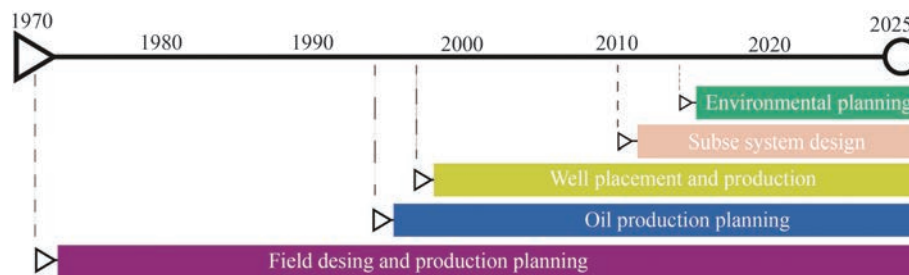 1970
1980
1990
2000
2010
2020
2025
Environmental planning
Subse system design
Well placement and production
Oil production planning
Field desing and production planning